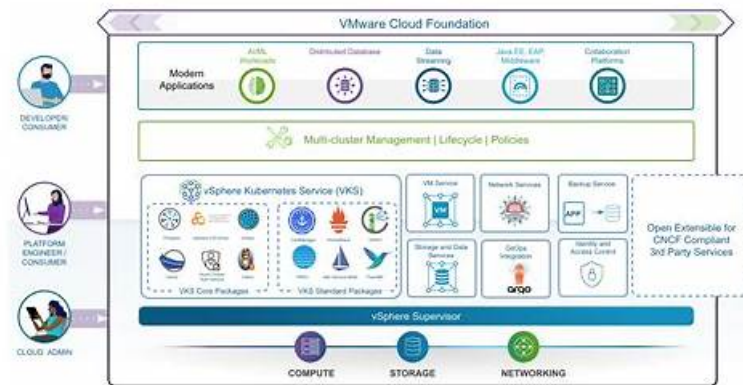 VMware Cloud Foundation
AI/ML
Workloads
Distributed Database
Data
Streaming
Java EE, EAP,
Middleware
Collaboration
Platforms
Modern
Applications
DEVELOPER/
CONSUMER
Multi-cluster Management | Lifecycle | Policies
vSphere Kubernetes Service (VKS)
VM Service
VM
Network Services
Backup Service
APP
PLATFORM
ENGINEER /
CONSUMER
Open Extensible for
CNCF Compliant
3rd Party Services
Storage and Data
Services
GitOps
Integration
argo
Identity and
Access Control
VKS Core Packages
VKS Standard Packages
vSphere Supervisor
CLOUD ADMIN
COMPUTE
STORAGE
NETWORKING